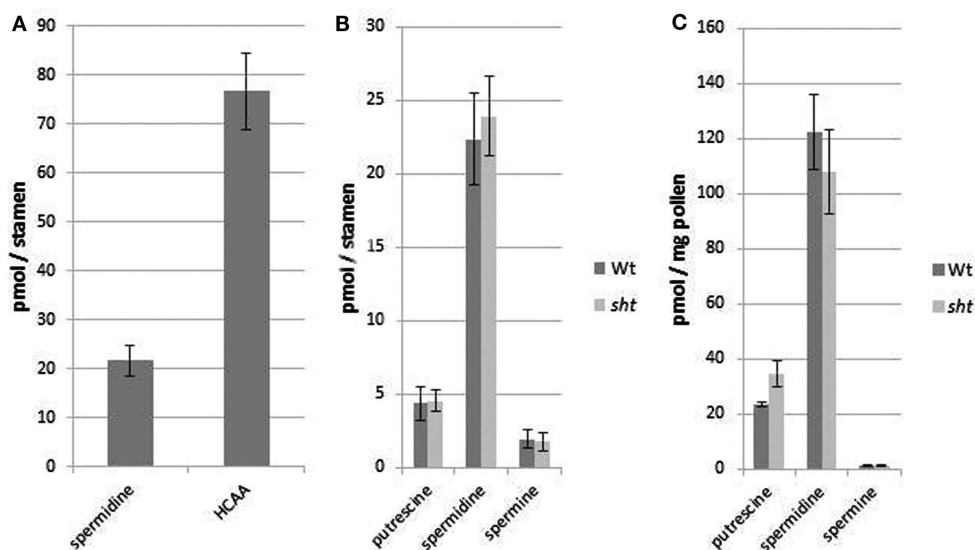 A
90
80
70
60
50
40
30
20
10
0
pmol / stamen
spermidine
HCAA
B
30
25
20
15
10
5
0
pmol / stamen
putrescine
spermidine
spermine
Wt
sht
C
160
140
120
100
80
60
40
20
0
pmol / mg pollen
putrescine
spermidine
spermine
Wt
sht